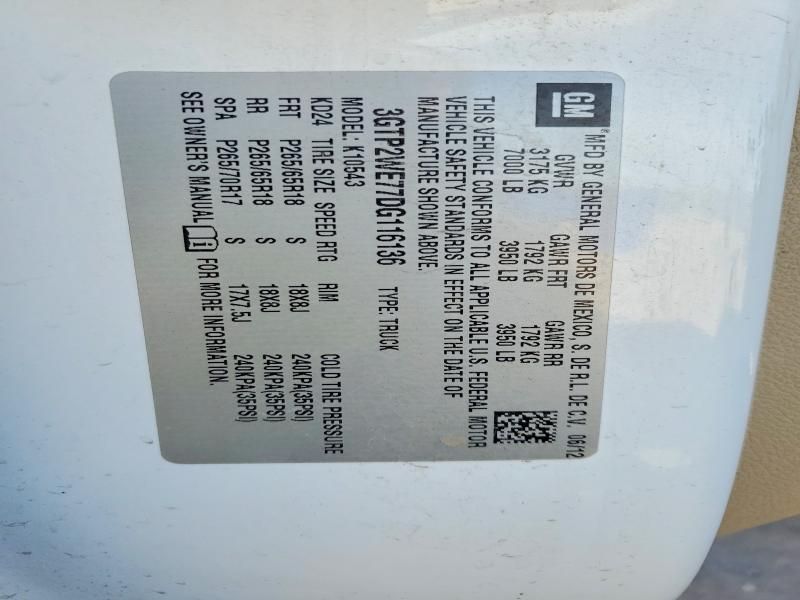 GM
® MFD BY GENERAL MOTORS DE MEXICO, S. DE R.L. DE C.V. 06/12
GVWR GAWR FRT GAWR RR
3175 KG 1792 KG 1792 KG
7000 LB 3950 LB 3950 LB
THIS VEHICLE CONFORMS TO ALL APPLICABLE U.S. FEDERAL MOTOR
VEHICLE SAFETY STANDARDS IN EFFECT ON THE DATE OF
MANUFACTURE SHOWN ABOVE.
3GTP2WE77DG116136 TYPE: TRUCK
MODEL: K10543
KD24 TIRE SIZE SPEED RTG RIM COLD TIRE PRESSURE
FRT P265/65R18 S 18X8J 240KPA(35PSI)
RR P265/65R18 S 18X8J 240KPA(35PSI)
SPA P265/70R17 S 17X7.5J 240KPA(35PSI)
SEE OWNER'S MANUAL i FOR MORE INFORMATION.